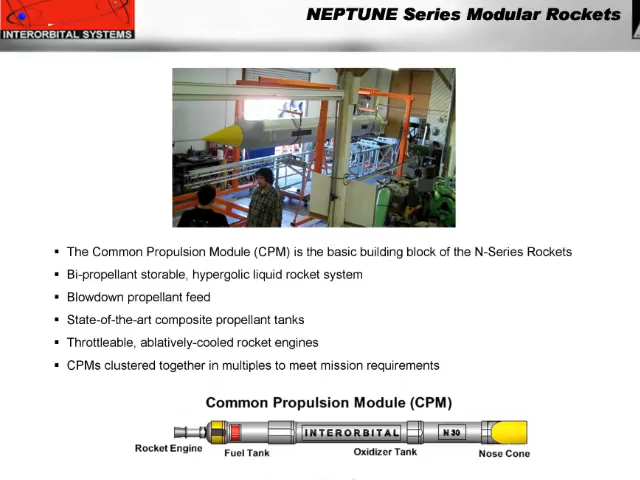 NEPTUNE Series Modular Rockets
INTERORBITAL SYSTEMS
▪ The Common Propulsion Module (CPM) is the basic building block of the N-Series Rockets
▪ Bi-propellant storable, hypergolic liquid rocket system
▪ Blowdown propellant feed
▪ State-of-the-art composite propellant tanks
▪ Throttleable, ablatively-cooled rocket engines
▪ CPMs clustered together in multiples to meet mission requirements
Common Propulsion Module (CPM)
INTERORBITAL
N 30
Rocket Engine
Fuel Tank
Oxidizer Tank
Nose Cone